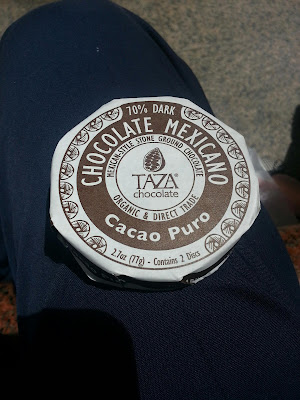 70% DARK
CHOCOLATE MEXICANO
MEXICAN-STYLE STONE GROUND CHOCOLATE
TAZA®
chocolate
ORGANIC & DIRECT TRADE
Cacao Puro
2.7oz (77g) - Contains 2 Discs